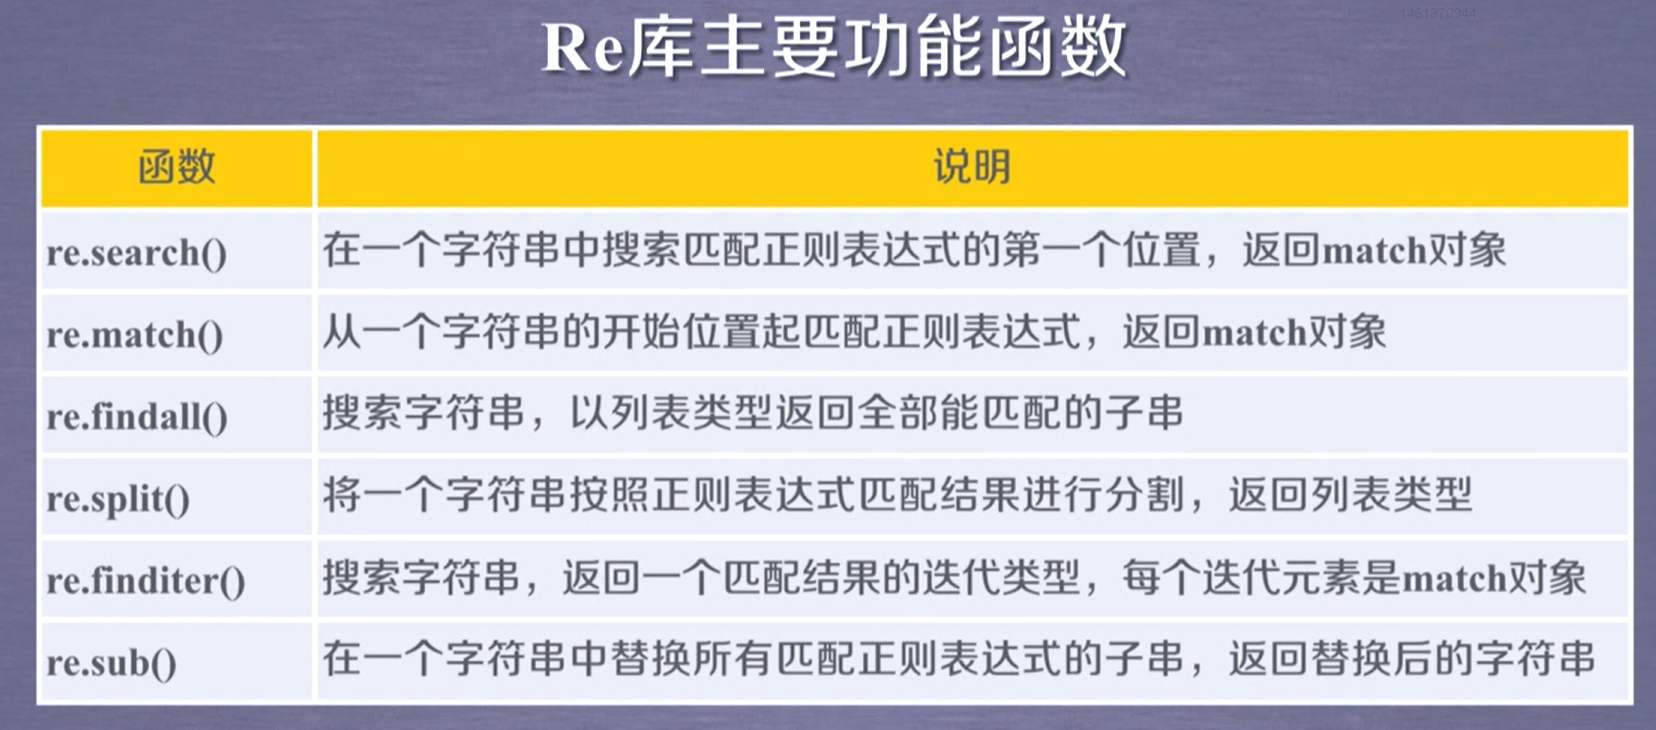 1461370944
Re库主要功能函数
函数 说明
re.search() 在一个字符串中搜索匹配正则表达式的第一个位置，返回match对象
re.match() 从一个字符串的开始位置起匹配正则表达式，返回match对象
re.findall() 搜索字符串，以列表类型返回全部能匹配的子串
re.split() 将一个字符串按照正则表达式匹配结果进行分割，返回列表类型
re.finditer() 搜索字符串，返回一个匹配结果的迭代类型，每个迭代元素是match对象
re.sub() 在一个字符串中替换所有匹配正则表达式的子串，返回替换后的字符串